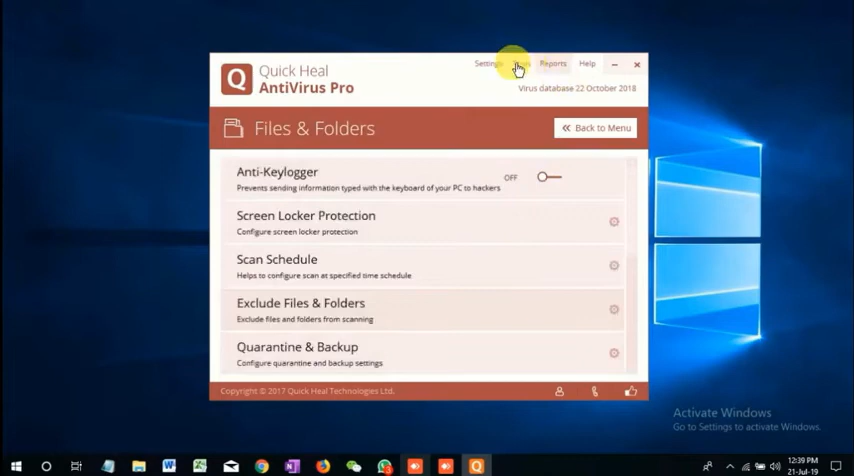 Settings Tools Reports Help
Quick Heal
AntiVirus Pro
Virus database 22 October 2018
Files & Folders
Back to Menu
Anti-Keylogger
OFF
Prevents sending information typed with the keyboard of your PC to hackers
Screen Locker Protection
Configure screen locker protection
Scan Schedule
Helps to configure scan at specified time schedule
Exclude Files & Folders
Exclude files and folders from scanning
Quarantine & Backup
Configure quarantine and backup settings
Copyright © 2017 Quick Heal Technologies Ltd.
Activate Windows
Go to Settings to activate Windows.
12:39 PM
21-Jul-19